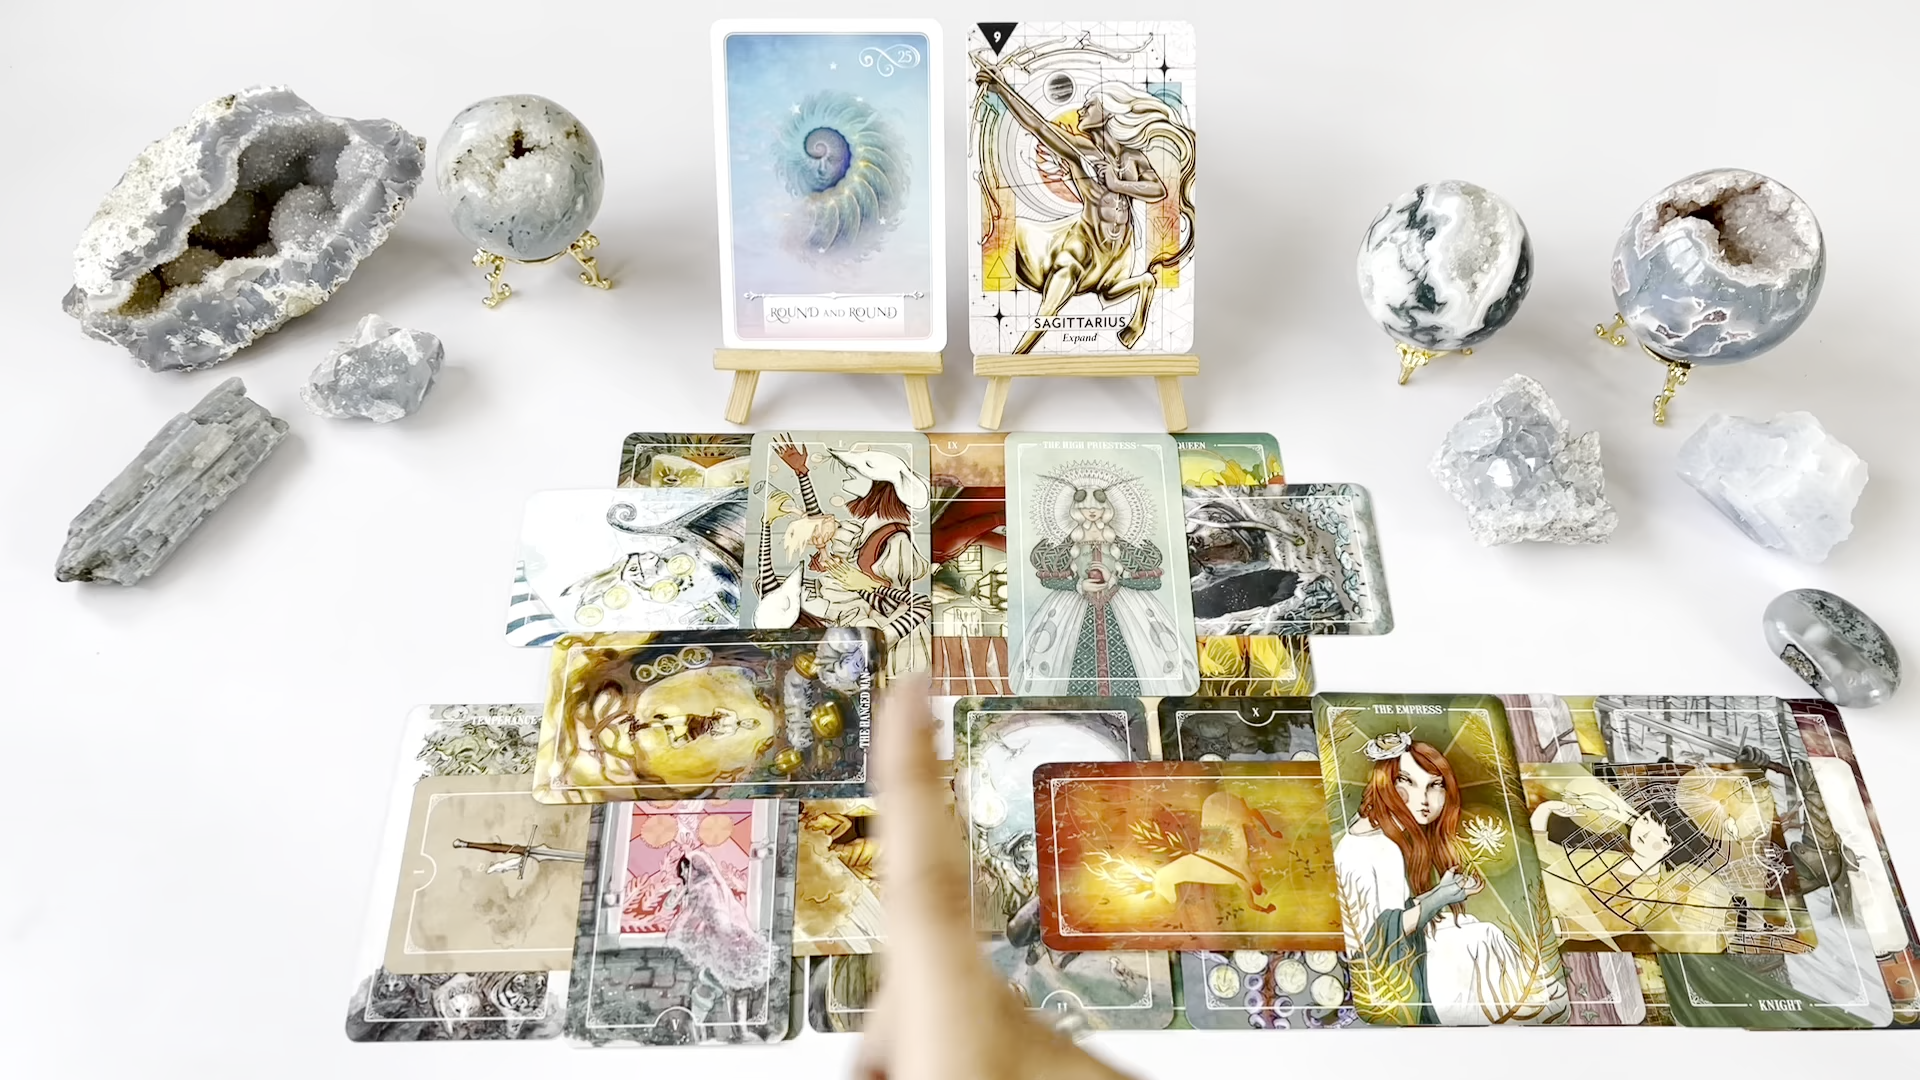 25
ROUND AND ROUND
9
SAGITTARIUS
Expand
I
IX
THE HIGH PRIESTESS
QUEEN
THE HANGED MAN
TEMPERANCE
X
THE EMPRESS
I
V
II
KNIGHT